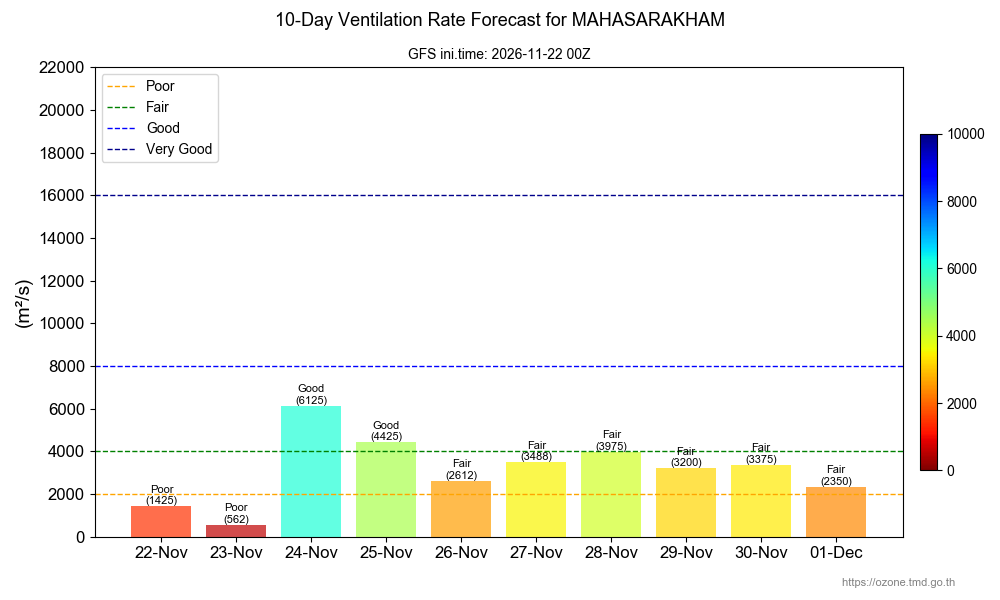 10-Day Ventilation Rate Forecast for MAHASARAKHAM
GFS ini.time: 2026-11-22 00Z
(m²/s)
22000
20000
18000
16000
14000
12000
10000
8000
6000
4000
2000
0
Poor
Fair
Good
Very Good
Poor
(1425)
Poor
(562)
Good
(6125)
Good
(4425)
Fair
(2612)
Fair
(3488)
Fair
(3975)
Fair
(3200)
Fair
(3375)
Fair
(2350)
22-Nov
23-Nov
24-Nov
25-Nov
26-Nov
27-Nov
28-Nov
29-Nov
30-Nov
01-Dec
10000
8000
6000
4000
2000
0
https://ozone.tmd.go.th